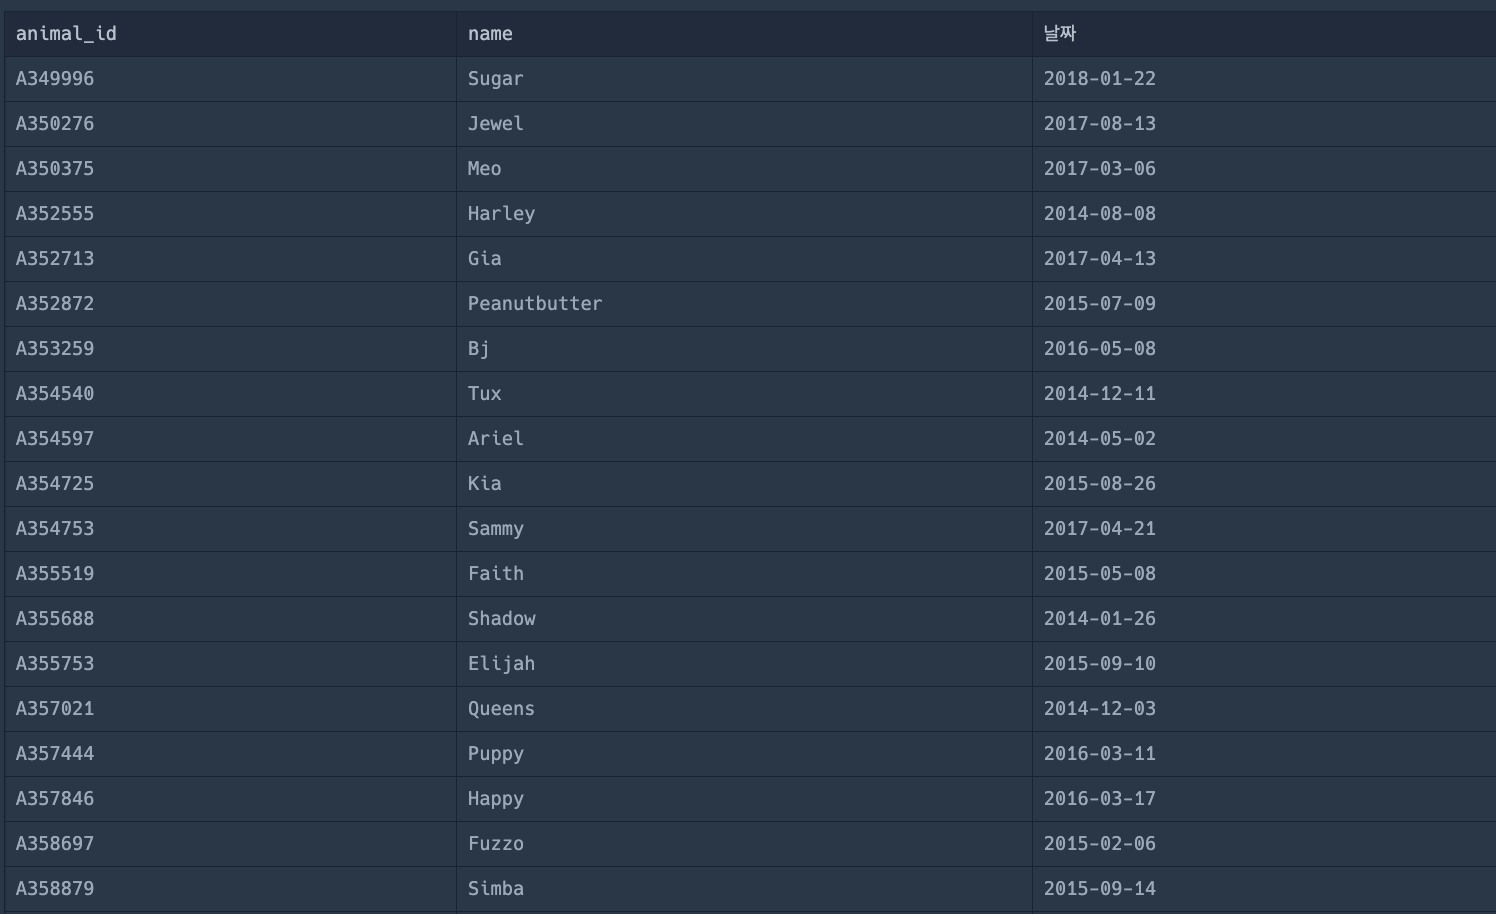 animal_id name 날짜
A349996 Sugar 2018-01-22
A350276 Jewel 2017-08-13
A350375 Meo 2017-03-06
A352555 Harley 2014-08-08
A352713 Gia 2017-04-13
A352872 Peanutbutter 2015-07-09
A353259 Bj 2016-05-08
A354540 Tux 2014-12-11
A354597 Ariel 2014-05-02
A354725 Kia 2015-08-26
A354753 Sammy 2017-04-21
A355519 Faith 2015-05-08
A355688 Shadow 2014-01-26
A355753 Elijah 2015-09-10
A357021 Queens 2014-12-03
A357444 Puppy 2016-03-11
A357846 Happy 2016-03-17
A358697 Fuzzo 2015-02-06
A358879 Simba 2015-09-14